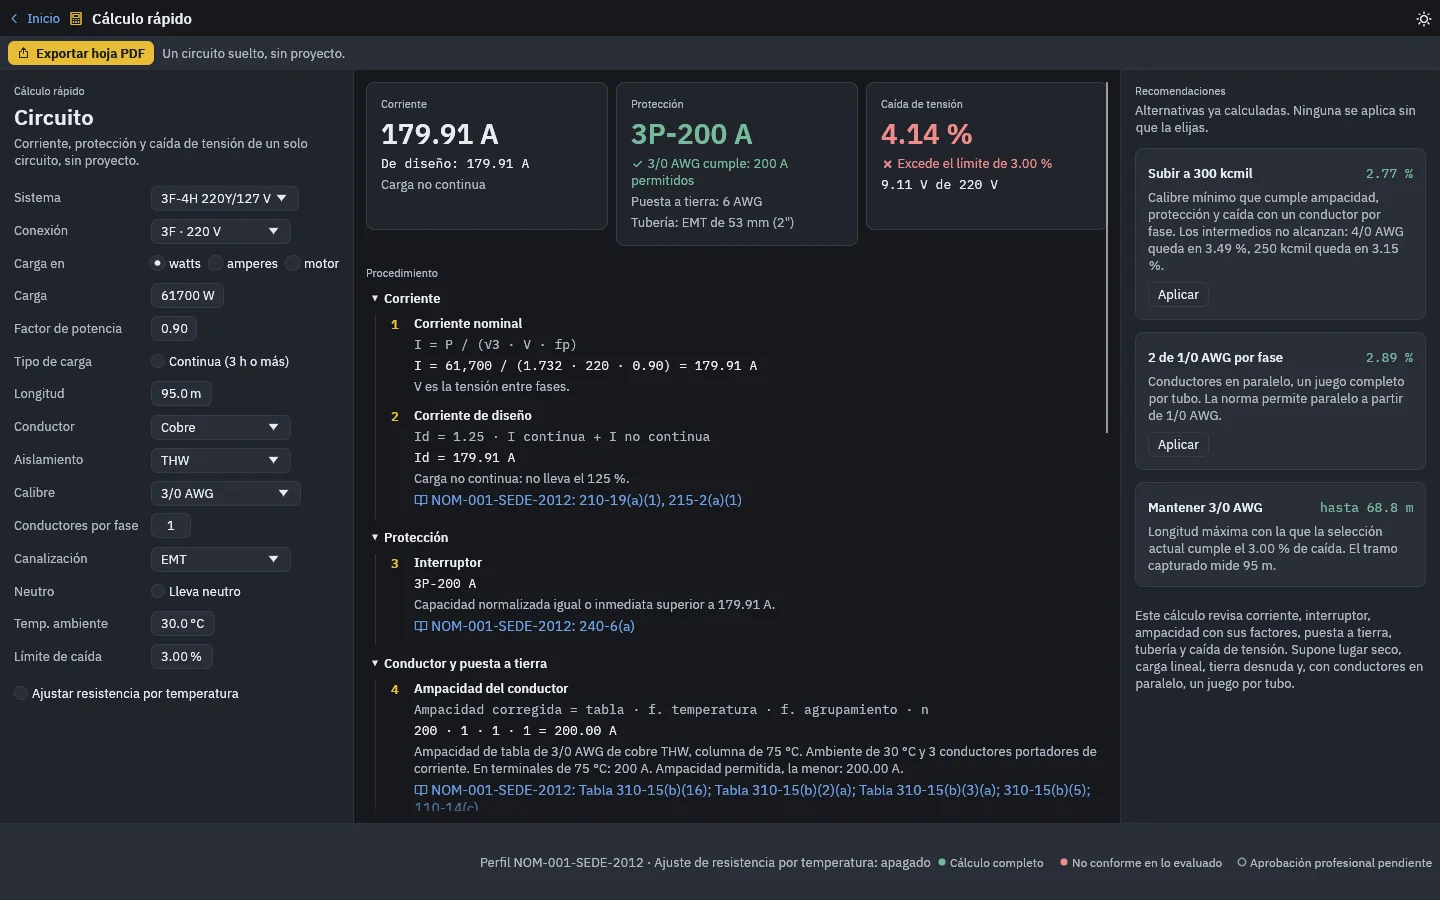 Inicio
Cálculo rápido
Exportar hoja PDF
Un circuito suelto, sin proyecto.
Cálculo rápido
Circuito
Corriente, protección y caída de tensión de un solo
circuito, sin proyecto.
Sistema
3F-4H 220Y/127 V
Conexión
3F · 220 V
Carga en
watts
amperes
motor
Carga
61700 W
Factor de potencia
0.90
Tipo de carga
Continua (3 h o más)
Longitud
95.0 m
Conductor
Cobre
Aislamiento
THW
Calibre
3/0 AWG
Conductores por fase
1
Canalización
EMT
Neutro
Lleva neutro
Temp. ambiente
30.0 °C
Límite de caída
3.00 %
Ajustar resistencia por temperatura
Corriente
179.91 A
De diseño: 179.91 A
Carga no continua
Protección
3P-200 A
✓ 3/0 AWG cumple: 200 A
permitidos
Puesta a tierra: 6 AWG
Tubería: EMT de 53 mm (2")
Caída de tensión
4.14 %
✗ Excede el límite de 3.00 %
9.11 V de 220 V
Procedimiento
▼ Corriente
1 Corriente nominal
I = P / (√3 · V · fp)
I = 61,700 / (1.732 · 220 · 0.90) = 179.91 A
V es la tensión entre fases.
2 Corriente de diseño
Id = 1.25 · I continua + I no continua
Id = 179.91 A
Carga no continua: no lleva el 125 %.
NOM-001-SEDE-2012: 210-19(a)(1), 215-2(a)(1)
▼ Protección
3 Interruptor
3P-200 A
Capacidad normalizada igual o inmediata superior a 179.91 A.
NOM-001-SEDE-2012: 240-6(a)
▼ Conductor y puesta a tierra
4 Ampacidad del conductor
Ampacidad corregida = tabla · f. temperatura · f. agrupamiento · n
200 · 1 · 1 · 1 = 200.00 A
Ampacidad de tabla de 3/0 AWG de cobre THW, columna de 75 °C. Ambiente de 30 °C y 3 conductores portadores de
corriente. En terminales de 75 °C: 200 A. Ampacidad permitida, la menor: 200.00 A.
NOM-001-SEDE-2012: Tabla 310-15(b)(16); Tabla 310-15(b)(2)(a); Tabla 310-15(b)(3)(a); 310-15(b)(5);
110-14(c)
Recomendaciones
Alternativas ya calculadas. Ninguna se aplica sin
que la elijas.
Subir a 300 kcmil
2.77 %
Calibre mínimo que cumple ampacidad,
protección y caída con un conductor por
fase. Los intermedios no alcanzan: 4/0 AWG
queda en 3.49 %, 250 kcmil queda en 3.15
%.
Aplicar
2 de 1/0 AWG por fase
2.89 %
Conductores en paralelo, un juego completo
por tubo. La norma permite paralelo a partir
de 1/0 AWG.
Aplicar
Mantener 3/0 AWG
hasta 68.8 m
Longitud máxima con la que la selección
actual cumple el 3.00 % de caída. El tramo
capturado mide 95 m.
Este cálculo revisa corriente, interruptor,
ampacidad con sus factores, puesta a tierra,
tubería y caída de tensión. Supone lugar seco,
carga lineal, tierra desnuda y, con conductores en
paralelo, un juego por tubo.
Perfil NOM-001-SEDE-2012 · Ajuste de resistencia por temperatura: apagado
Cálculo completo
No conforme en lo evaluado
Aprobación profesional pendiente